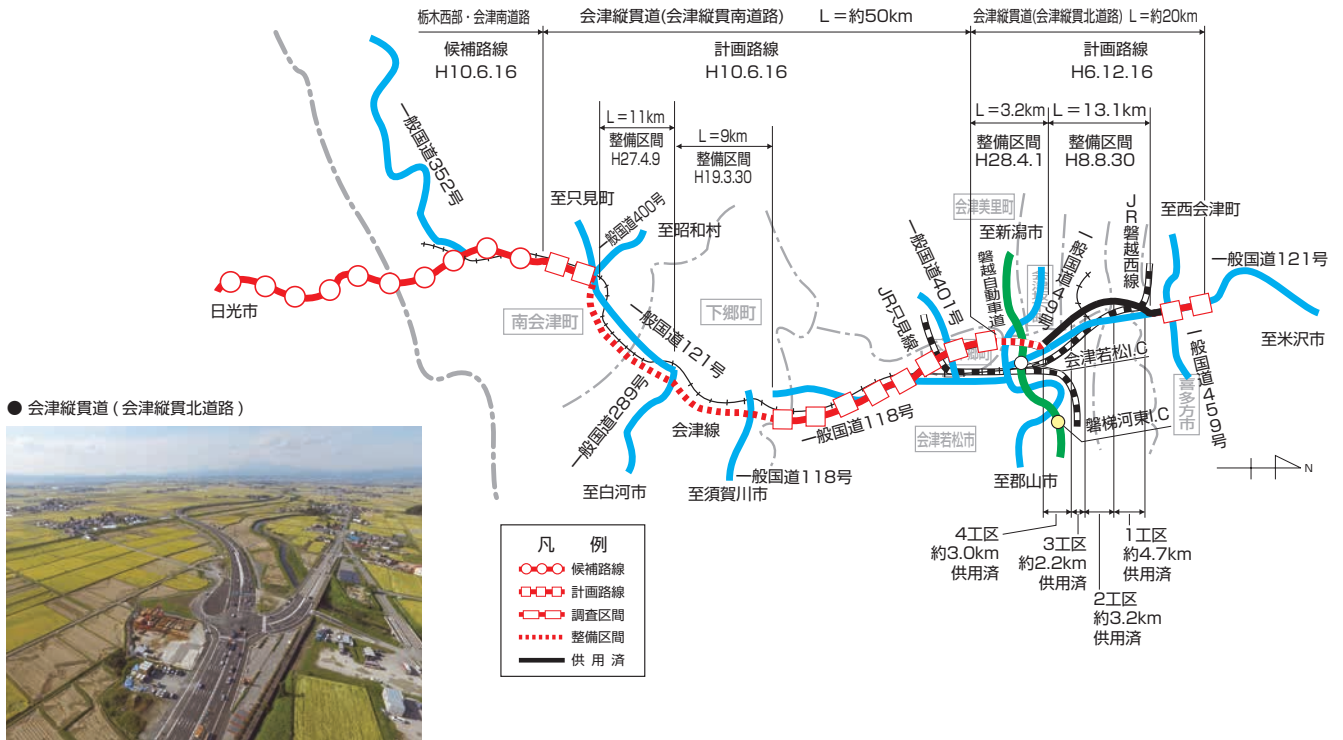 栃木西部・会津南道路
会津縦貫道(会津縦貫南道路) L=約50km
会津縦貫道(会津縦貫北道路) L=約20km
候補路線
H10.6.16
計画路線
H10.6.16
計画路線
H6.12.16
L=11km
整備区間
H27.4.9
L=9km
整備区間
H19.3.30
L=3.2km
整備区間
H28.4.1
L=13.1km
整備区間
H8.8.30
一般国道352号
至只見町
一般国道400号
至昭和村
会津美里町
至新潟市
JR磐越西線
至西会津町
一般国道121号
一般国道401号
磐越自動車道
一般国道49号
JR只見線
日光市
南会津町
下郷町
一般国道121号
会津若松I.C
至米沢市
一般国道289号
会津線
一般国道118号
会津若松市
磐梯河東I.C
喜多方市
一般国道459号
至白河市
至須賀川市
一般国道118号
至郡山市
N
● 会津縦貫道(会津縦貫北道路)
凡 例
候補路線
計画路線
調査区間
整備区間
供 用 済
4工区
約3.0km
供用済
3工区
約2.2km
供用済
2工区
約3.2km
供用済
1工区
約4.7km
供用済